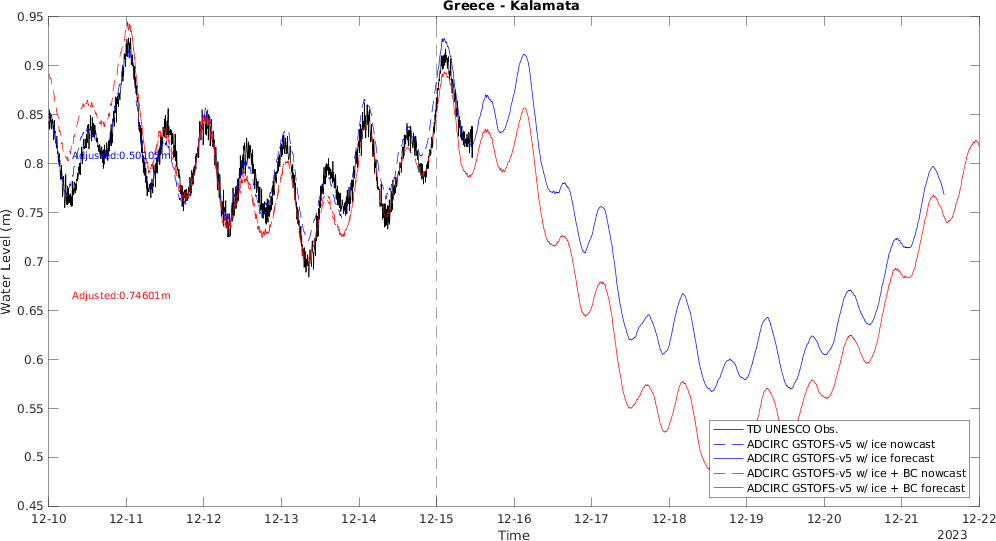 Greece - Kalamata
0.95
0.9
0.85
0.8
0.75
0.7
0.65
0.6
0.55
0.5
0.45
Water Level (m)
Adjusted:0.74601m
TD UNESCO Obs.
ADCIRC GSTOFS-v5 w/ ice nowcast
ADCIRC GSTOFS-v5 w/ ice forecast
ADCIRC GSTOFS-v5 w/ ice + BC nowcast
ADCIRC GSTOFS-v5 w/ ice + BC forecast
12-10 12-11 12-12 12-13 12-14 12-15 12-16 12-17 12-18 12-19 12-20 12-21 12-22
Time
2023